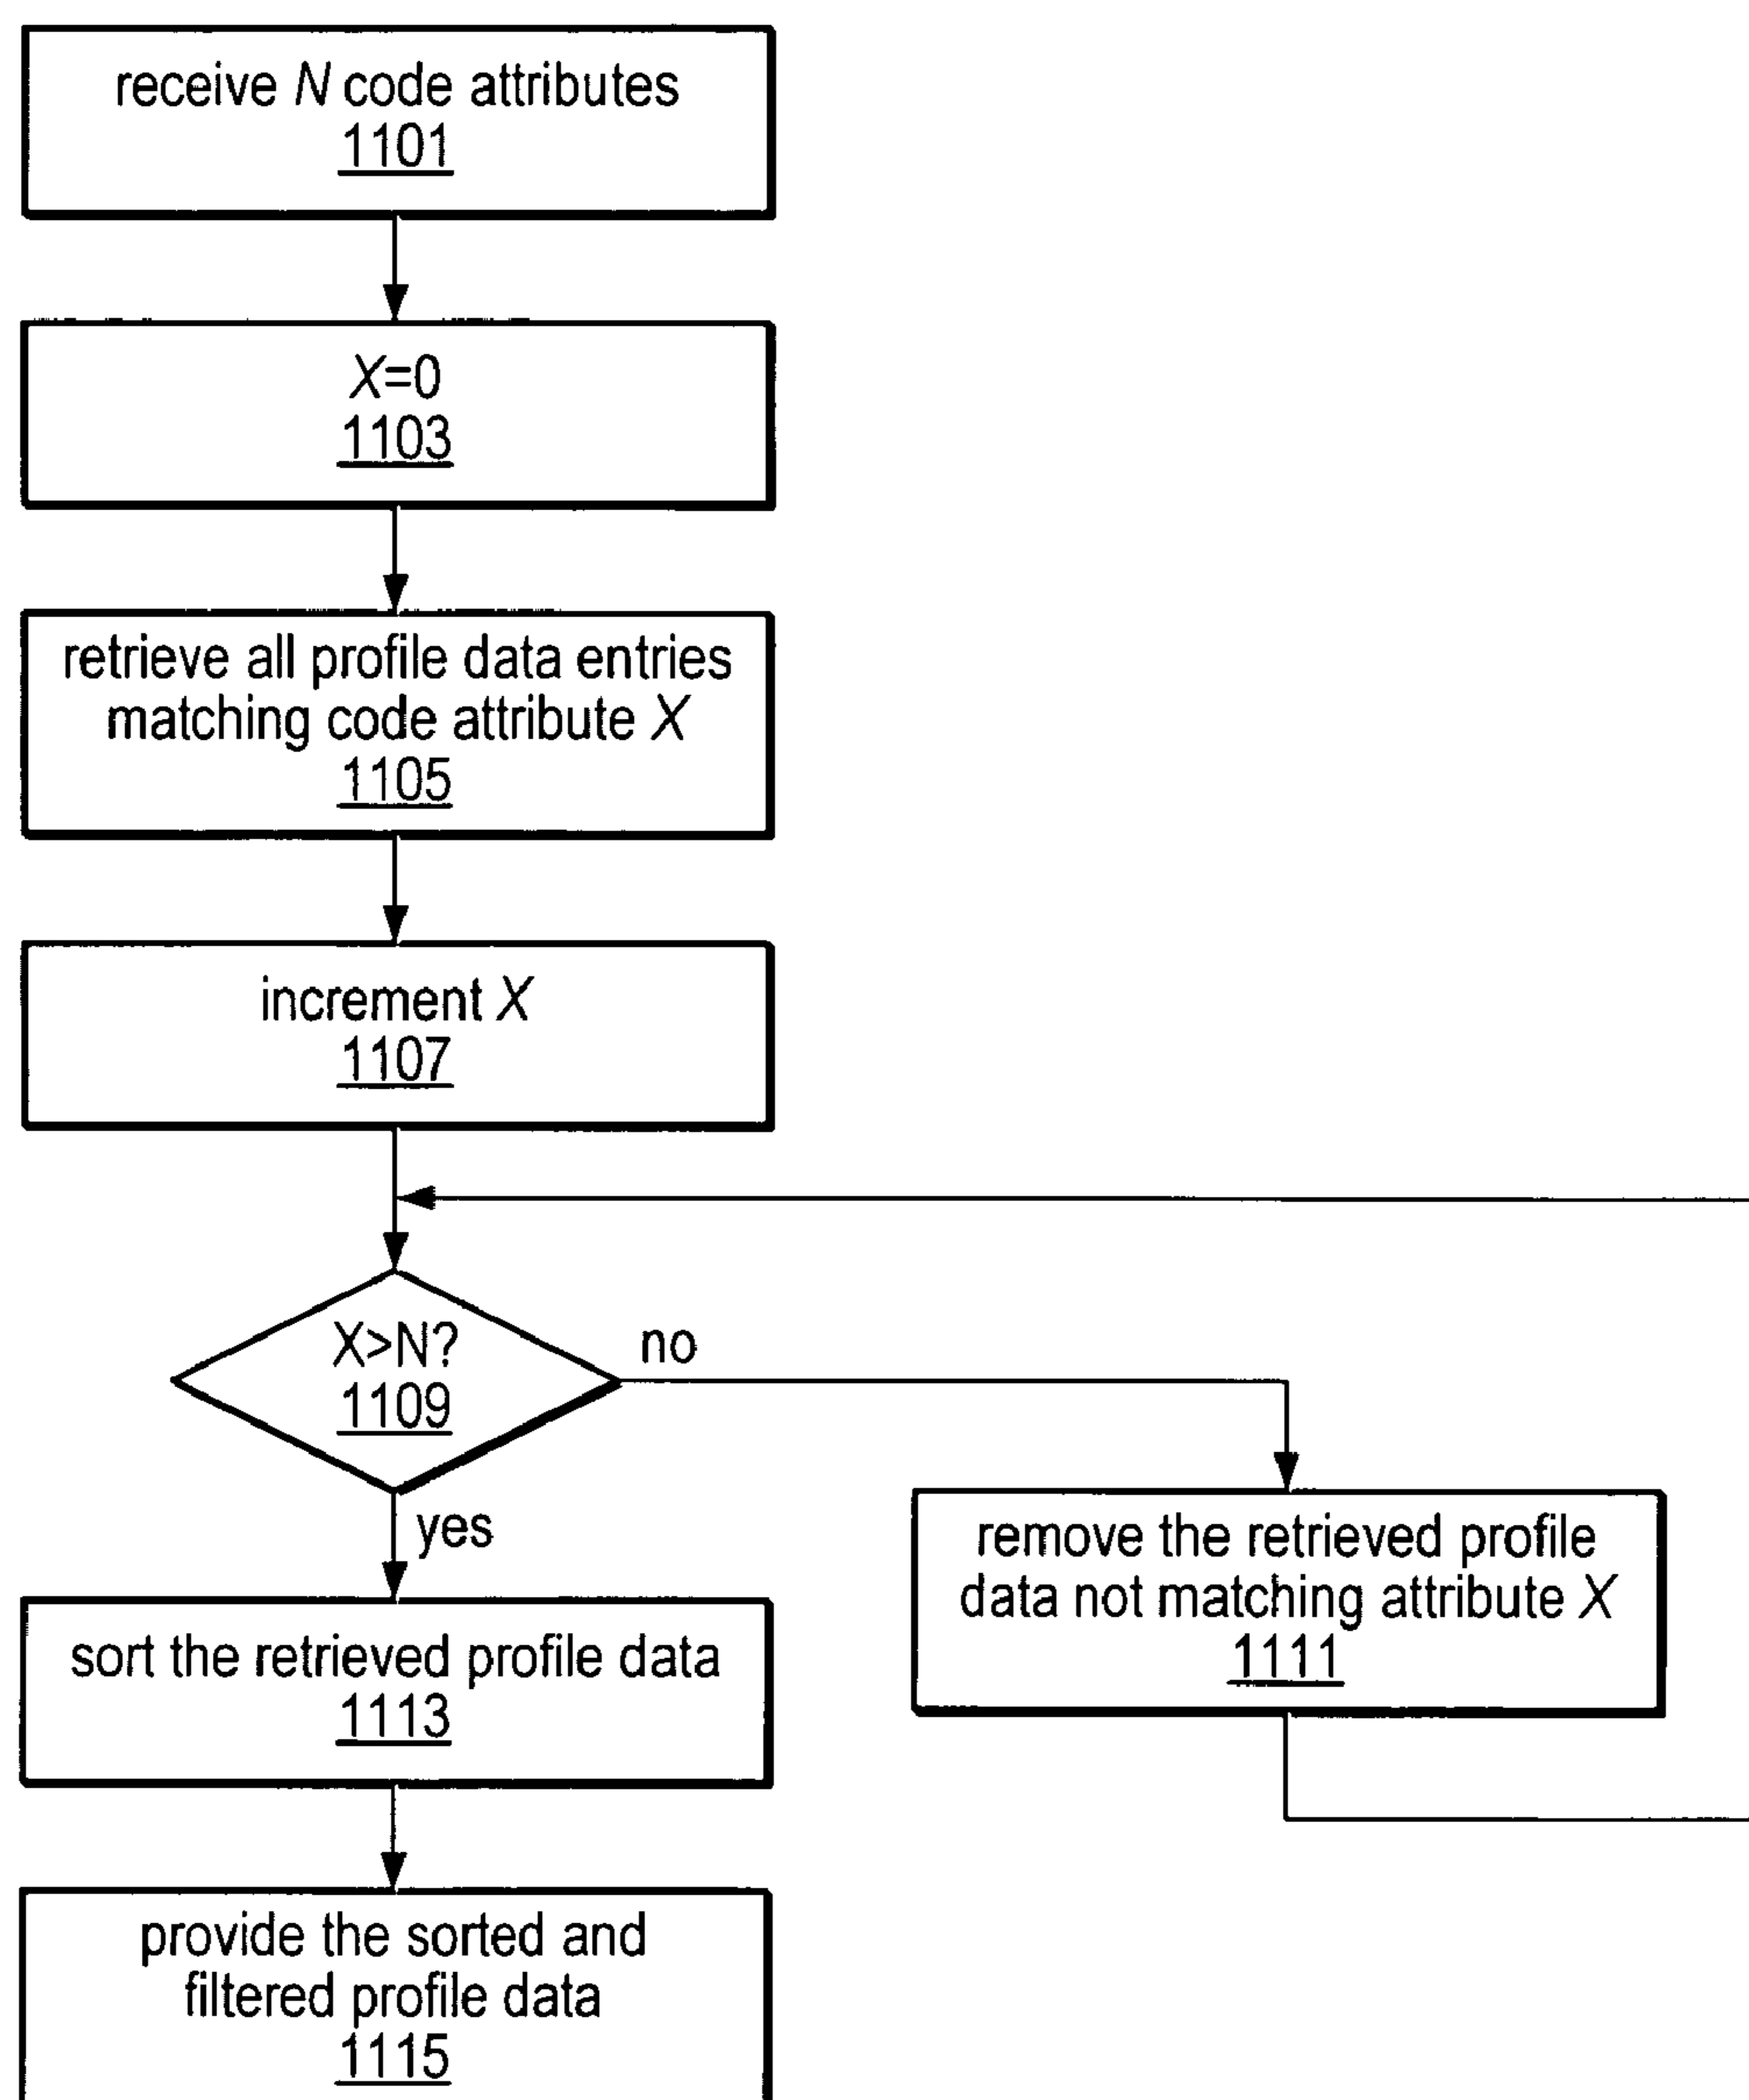 receive N code attributes
1101
X=0
1103
retrieve all profile data entries
matching code attribute X
1105
increment X
1107
X>N?
1109
no
yes
remove the retrieved profile
data not matching attribute X
1111
sort the retrieved profile data
1113
provide the sorted and
filtered profile data
1115